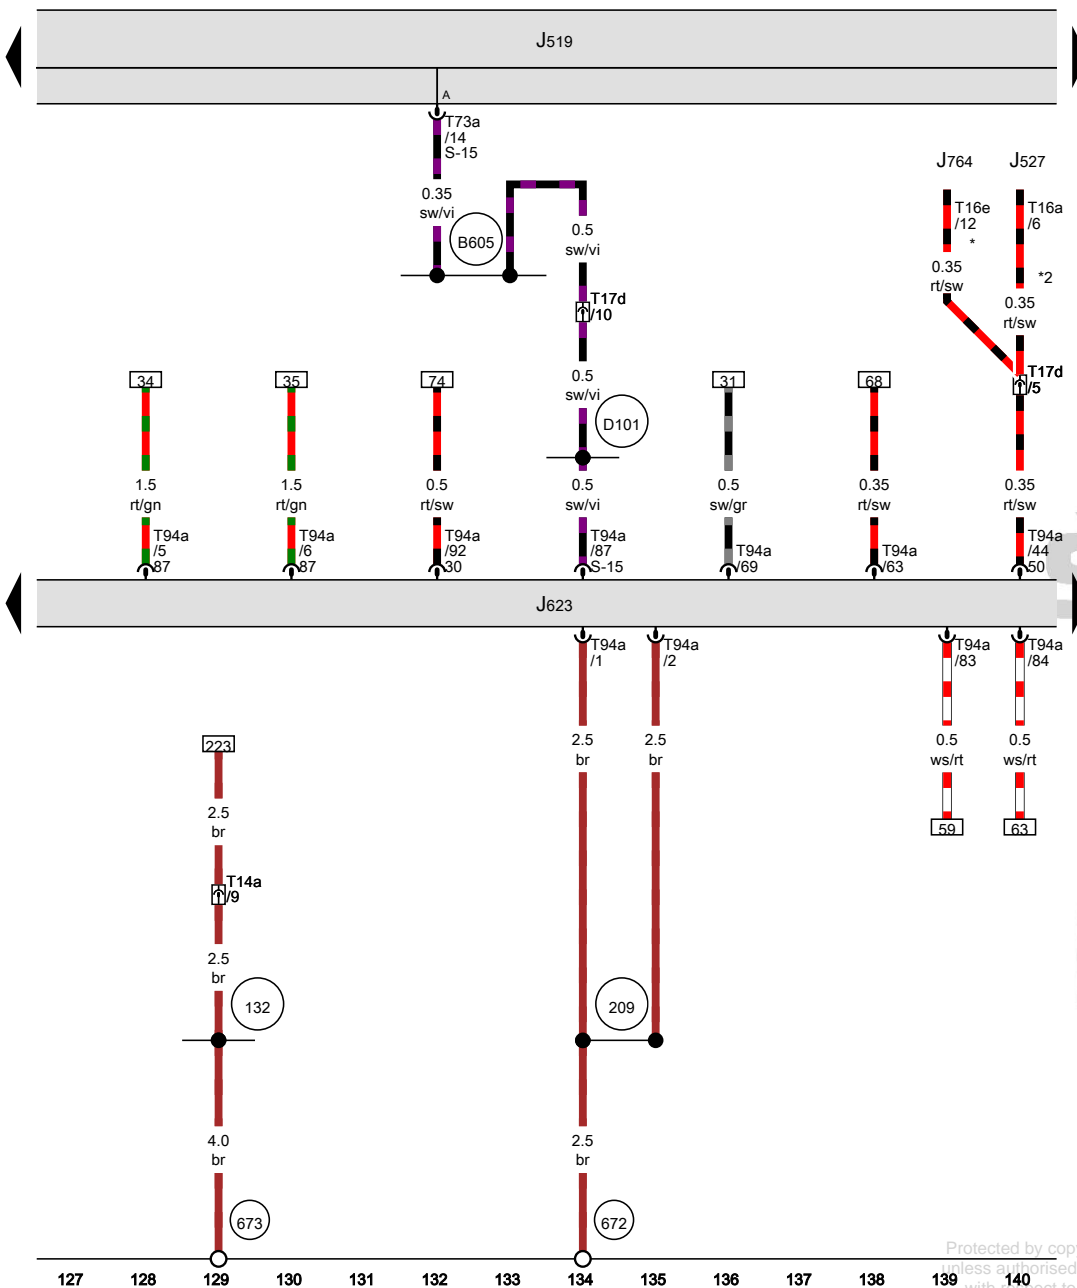 J519
A
T73a
/14
S-15
0.35
sw/vi
B605
0.5
sw/vi
T17d
/10
0.5
sw/vi
D101
J764
J527
T16e
/12
*
T16a
/6
*2
0.35
rt/sw
0.35
rt/sw
T17d
/5
34
35
74
31
68
1.5
rt/gn
1.5
rt/gn
0.5
rt/sw
0.5
sw/vi
0.5
sw/gr
0.35
rt/sw
0.35
rt/sw
T94a
/5
87
T94a
/6
87
T94a
/92
30
T94a
/87
S-15
T94a
/69
T94a
/63
T94a
/44
50
J623
T94a
/1
T94a
/2
T94a
/83
T94a
/84
223
2.5
br
2.5
br
0.5
ws/rt
0.5
ws/rt
2.5
br
59
63
T14a
/9
2.5
br
132
209
4.0
br
2.5
br
673
672
Protected by cop
unless authorised
with respect to
127 128 129 130 131 132 133 134 135 136 137 138 139 140